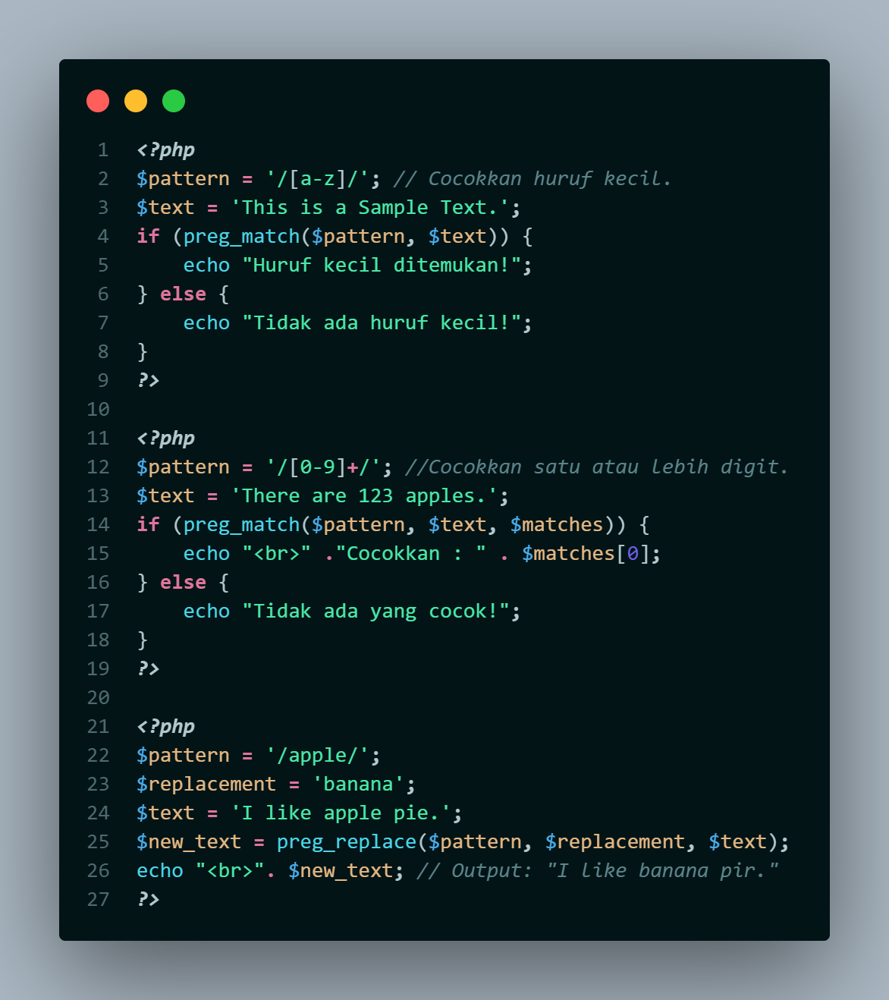 1 <?php
2 $pattern = '/[a-z]/'; // Cocokkan huruf kecil.
3 $text = 'This is a Sample Text.';
4 if (preg_match($pattern, $text)) {
5     echo "Huruf kecil ditemukan!";
6 } else {
7     echo "Tidak ada huruf kecil!";
8 }
9 ?>
10
11 <?php
12 $pattern = '/[0-9]+/'; //Cocokkan satu atau lebih digit.
13 $text = 'There are 123 apples.';
14 if (preg_match($pattern, $text, $matches)) {
15     echo "<br>" ."Cocokkan : " . $matches[0];
16 } else {
17     echo "Tidak ada yang cocok!";
18 }
19 ?>
20
21 <?php
22 $pattern = '/apple/';
23 $replacement = 'banana';
24 $text = 'I like apple pie.';
25 $new_text = preg_replace($pattern, $replacement, $text);
26 echo "<br>". $new_text; // Output: "I like banana pir."
27 ?>